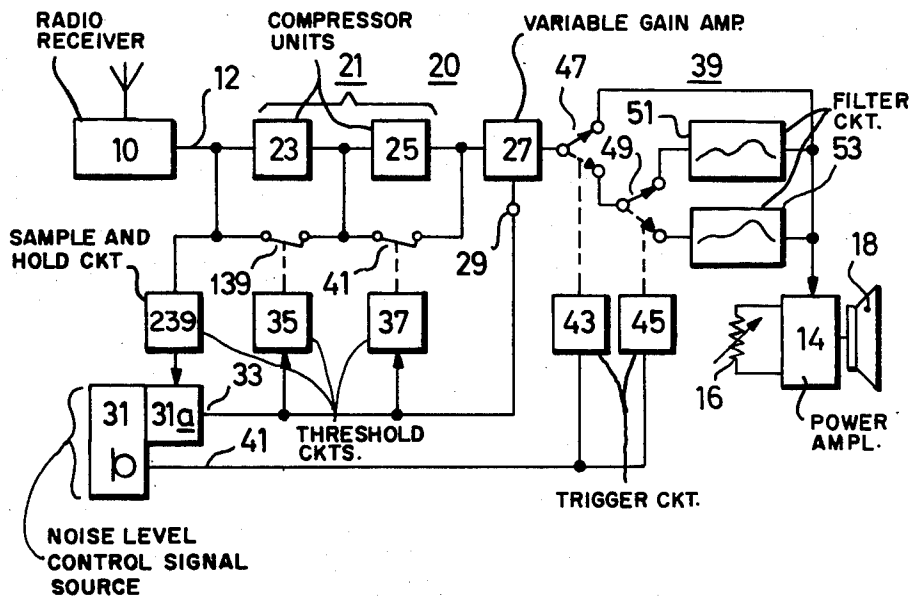 RADIO
RECEIVER
COMPRESSOR
UNITS
VARIABLE GAIN AMP.
12
21
20
47
39
FILTER
CKT.
51
10
23
25
27
49
53
SAMPLE AND
HOLD CKT
139
41
29
18
239
35
37
43
45
14
16
33
31
31a
THRESHOLD
CKTS.
POWER
AMPL.
41
TRIGGER CKT.
NOISE LEVEL
CONTROL SIGNAL
SOURCE